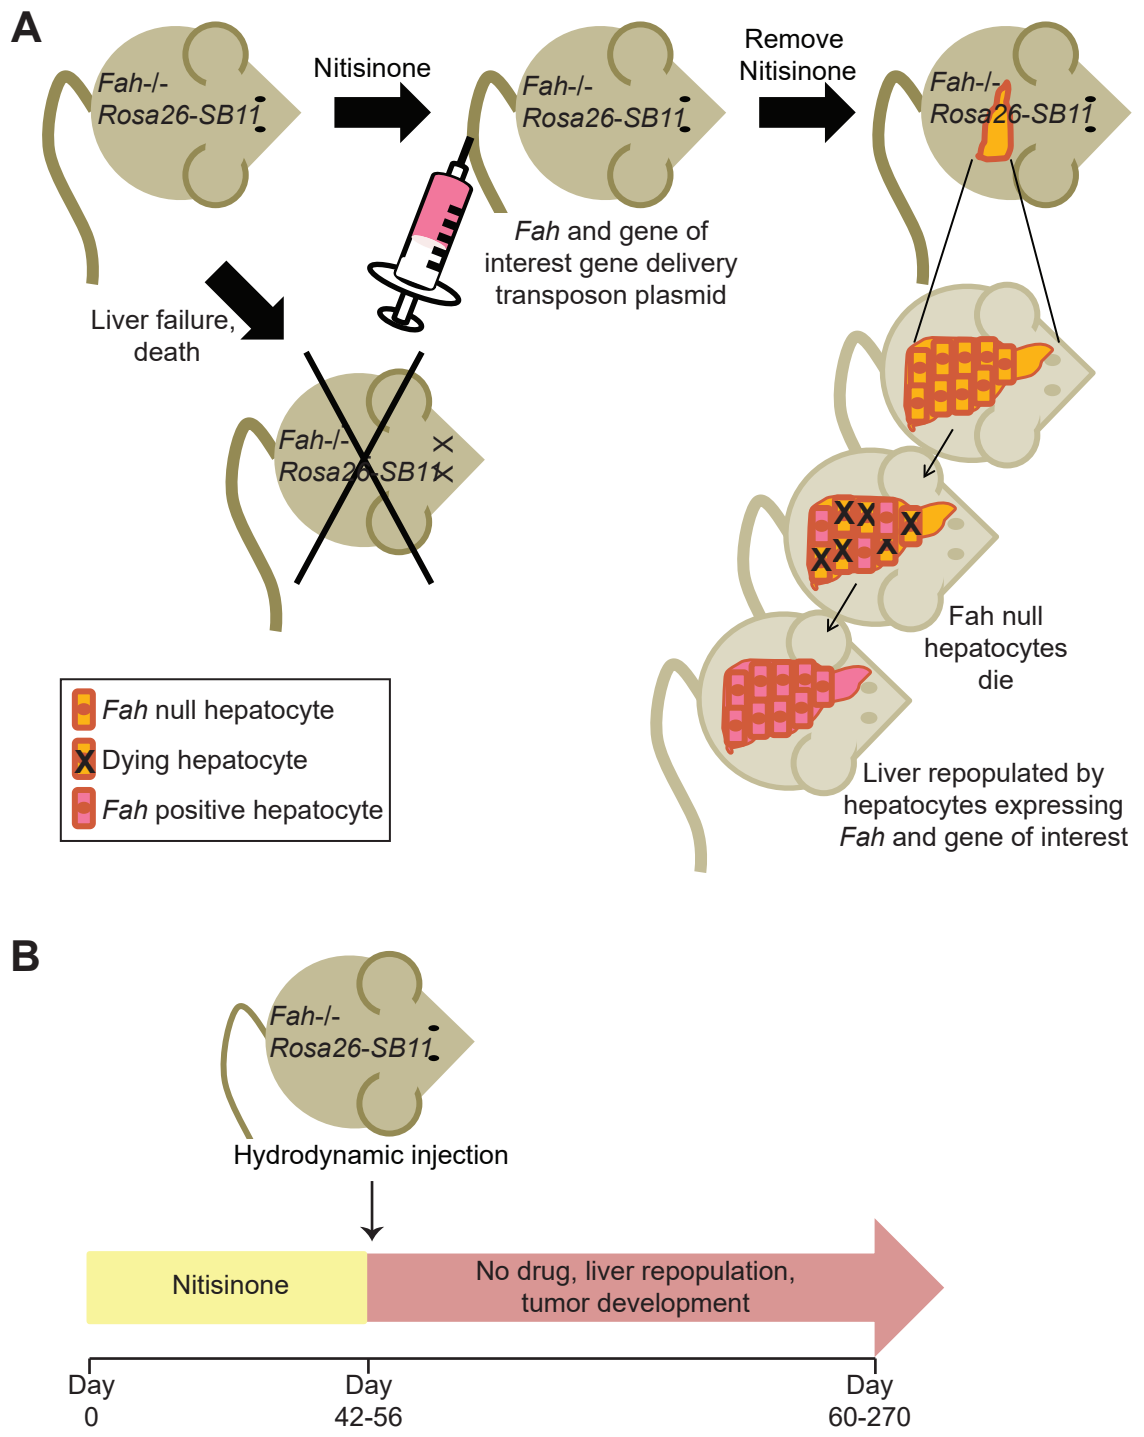 A
Fah-/-
Rosa26-SB11
Nitisinone
Fah-/-
Rosa26-SB11
Remove
Nitisinone
Fah-/-
Rosa26-SB11
Fah and gene of
interest gene delivery
transposon plasmid
Liver failure,
death
Fah-/-
Rosa26-SB11
X
X
X
X
X
X
X
X
X
Fah null
hepatocytes
die
Fah null hepatocyte
X
Dying hepatocyte
Fah positive hepatocyte
Liver repopulated by
hepatocytes expressing
Fah and gene of interest
B
Fah-/-
Rosa26-SB11
Hydrodynamic injection
Nitisinone
No drug, liver repopulation,
tumor development
Day
0
Day
42-56
Day
60-270